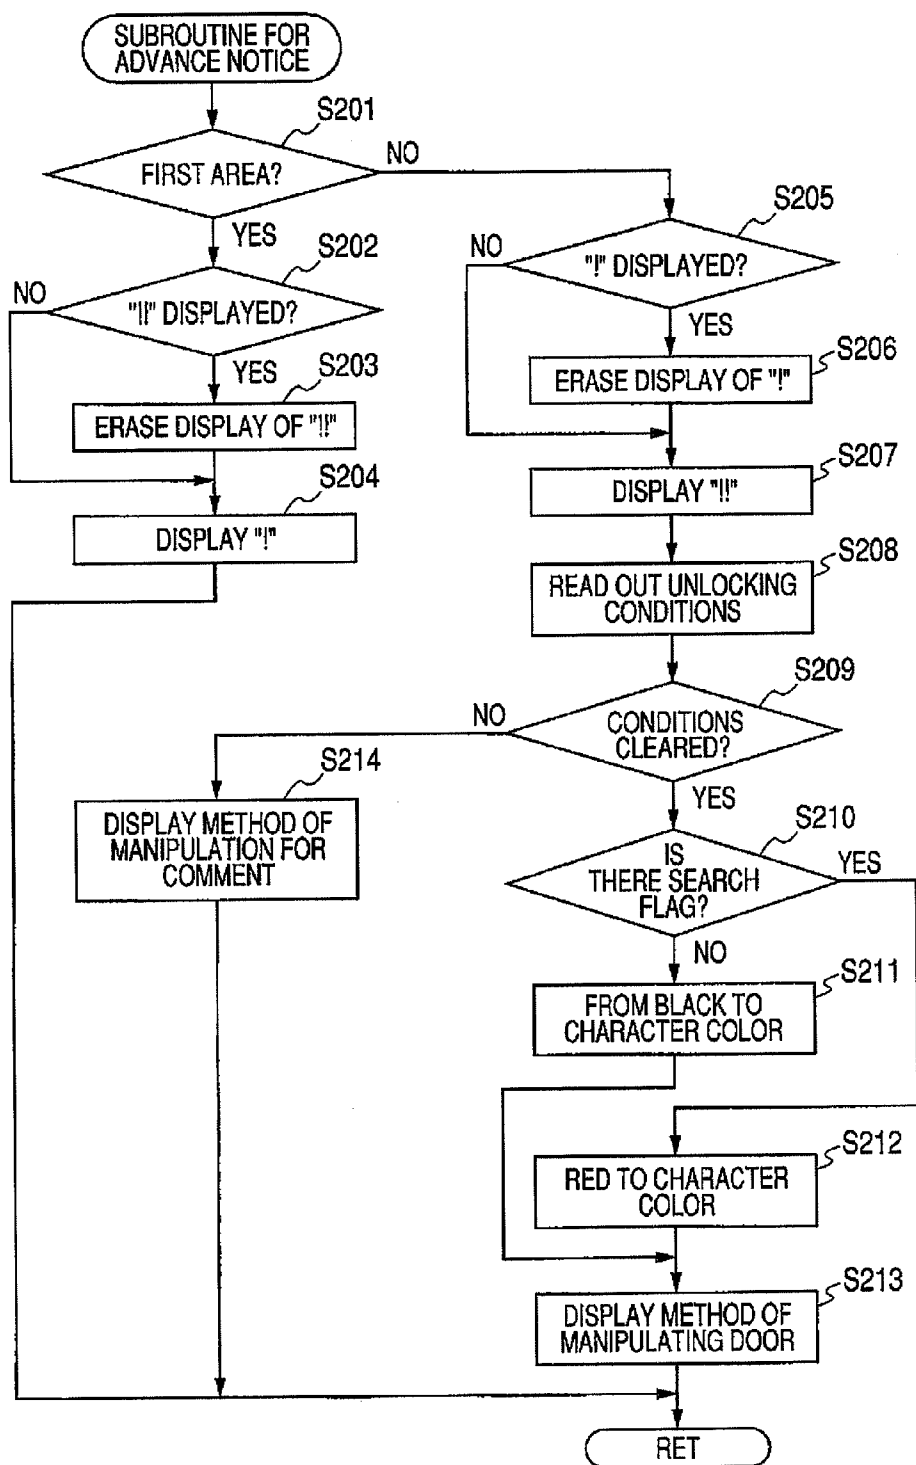 SUBROUTINE FOR
ADVANCE NOTICE
S201
FIRST AREA?
NO
YES
S202
"!!" DISPLAYED?
NO
YES
S203
ERASE DISPLAY OF "!!"
S204
DISPLAY "!"
S205
"!" DISPLAYED?
NO
YES
S206
ERASE DISPLAY OF "!"
S207
DISPLAY "!!"
S208
READ OUT UNLOCKING
CONDITIONS
S209
CONDITIONS
CLEARED?
NO
YES
S214
DISPLAY METHOD OF
MANIPULATION FOR
COMMENT
S210
IS
THERE SEARCH
FLAG?
YES
NO
S211
FROM BLACK TO
CHARACTER COLOR
S212
RED TO CHARACTER
COLOR
S213
DISPLAY METHOD OF
MANIPULATING DOOR
RET